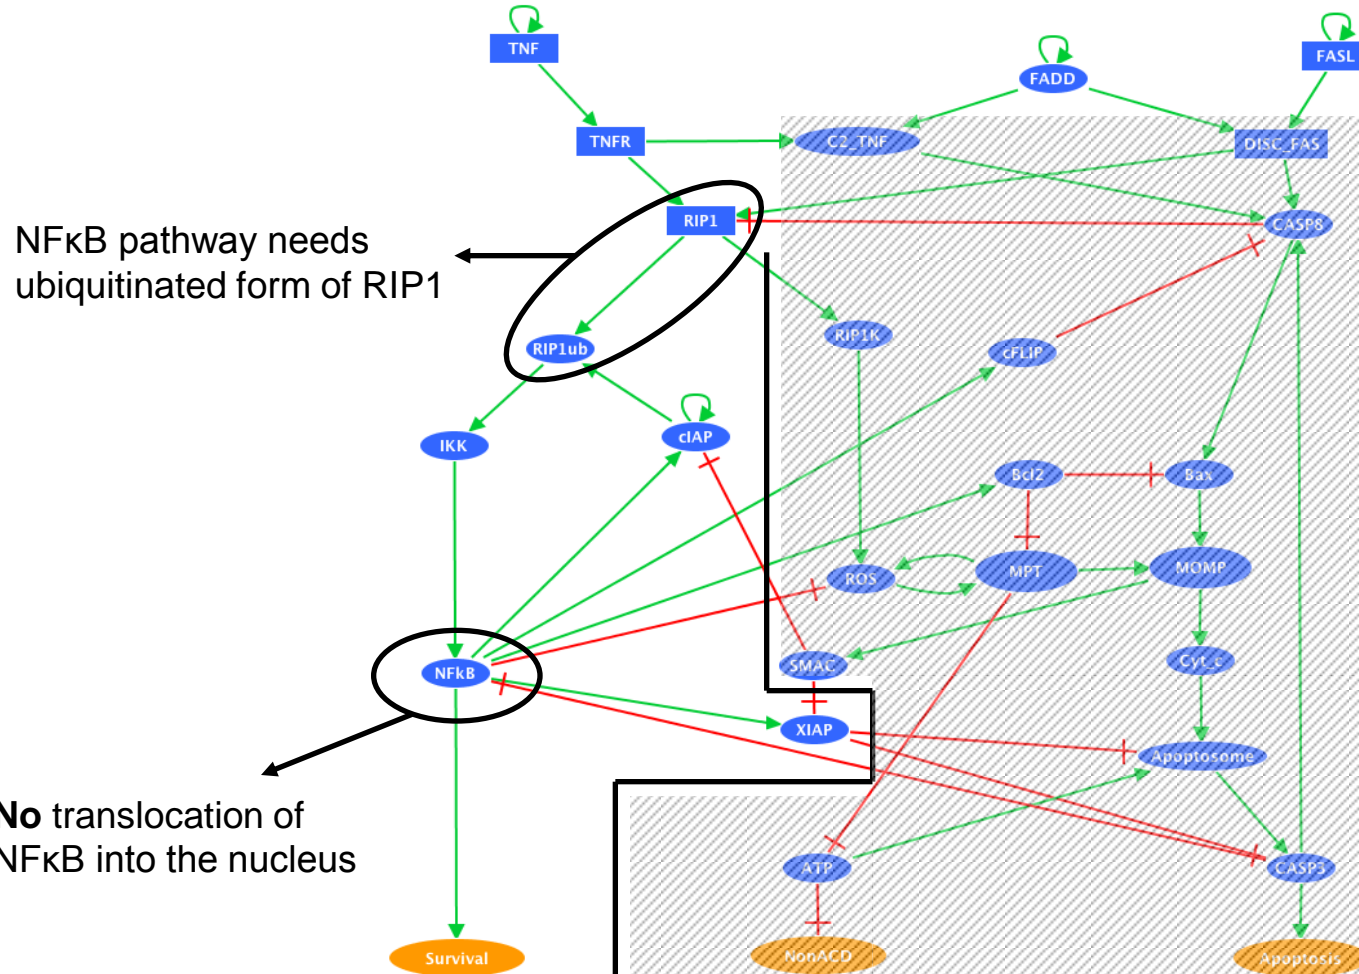 TNF
FASL
FADD
TNFR
C2_TNF
DISC_FAS
RIP1
CASP8
NFκB pathway needs
ubiquitinated form of RIP1
RIP1K
RIP1ub
cFLIP
cIAP
IKK
Bcl2
Bax
ROS
MPT
MOMP
SMAC
Cyt_c
NFkB
XIAP
Apoptosome
No translocation of
NFκB into the nucleus
ATP
CASP3
Survival
NonACD
Apoptosis